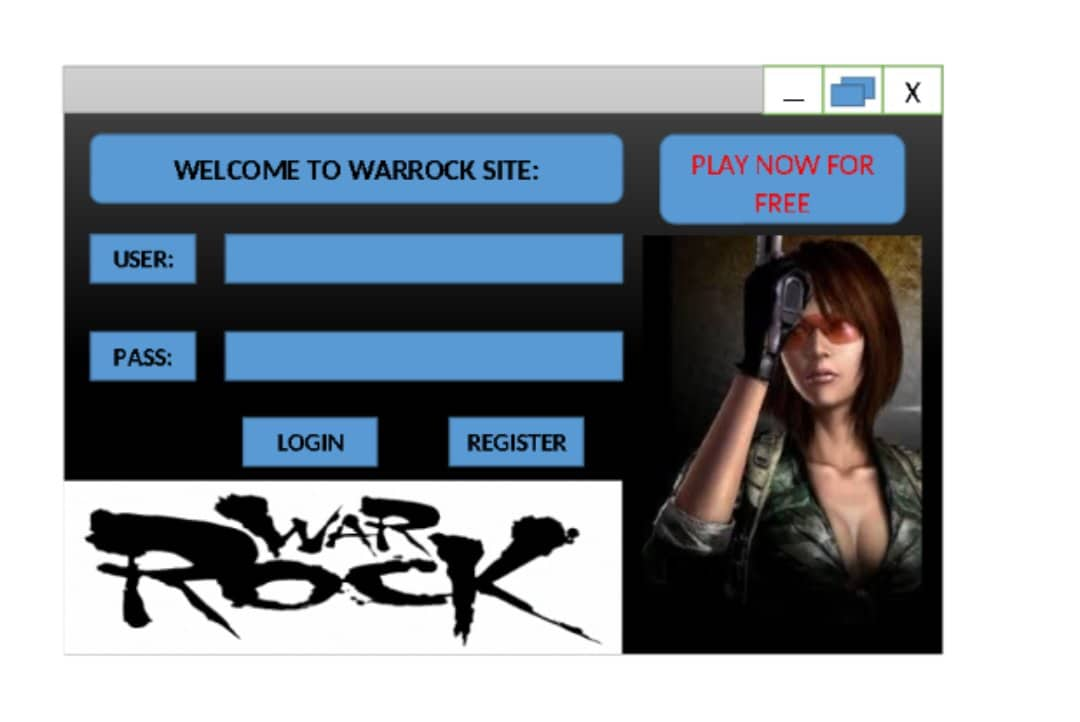 _
X
WELCOME TO WARROCK SITE:
PLAY NOW FOR
FREE
USER:
PASS:
LOGIN
REGISTER
WAR
ROCK